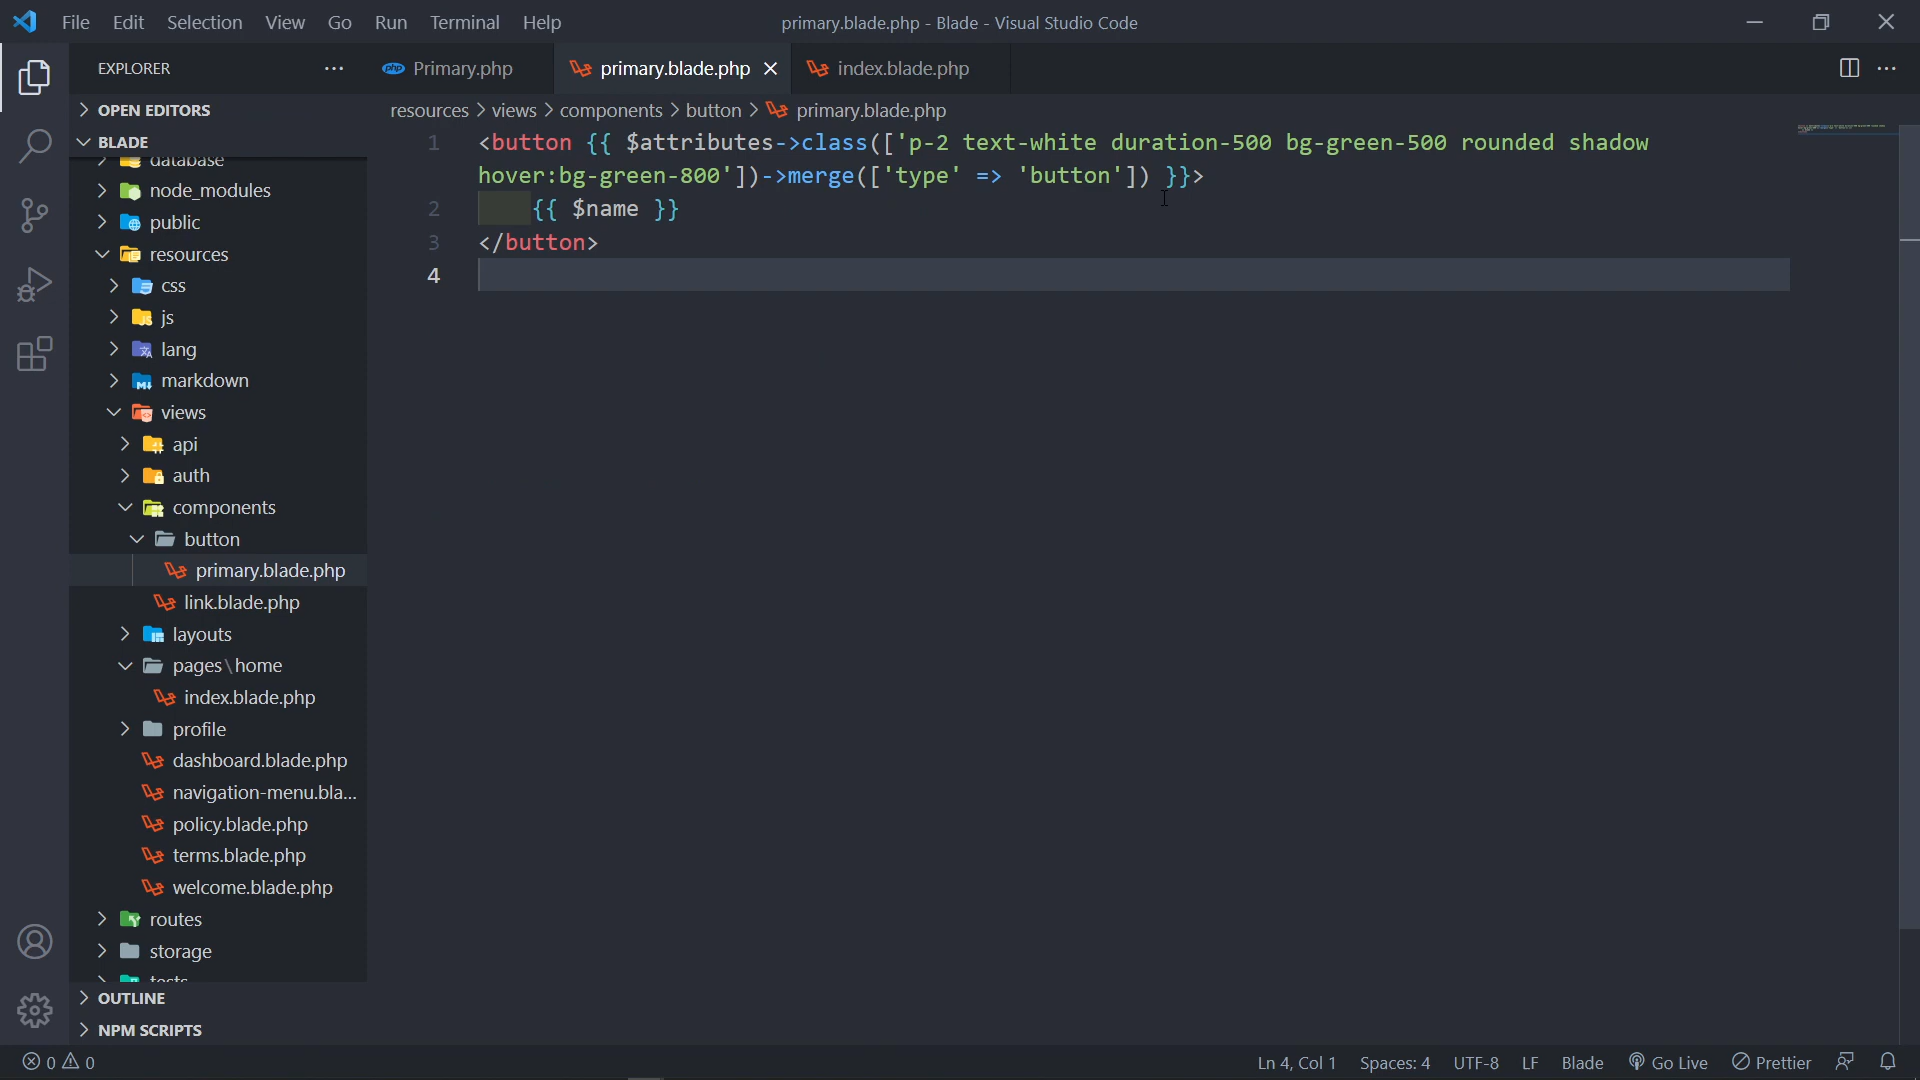 File Edit Selection View Go Run Terminal Help
primary.blade.php - Blade - Visual Studio Code
EXPLORER
Primary.php
primary.blade.php
index.blade.php
OPEN EDITORS
resources > views > components > button > primary.blade.php
BLADE
database
node_modules
public
resources
css
js
lang
markdown
views
api
auth
components
button
primary.blade.php
link.blade.php
layouts
pages\home
index.blade.php
profile
dashboard.blade.php
navigation-menu.bla...
policy.blade.php
terms.blade.php
welcome.blade.php
routes
storage
tests
OUTLINE
NPM SCRIPTS
1 <button {{ $attributes->class(['p-2 text-white duration-500 bg-green-500 rounded shadow
hover:bg-green-800'])->merge(['type' => 'button']) }}>
2 {{ $name }}
3 </button>
4
0 0
Ln 4, Col 1 Spaces: 4 UTF-8 LF Blade Go Live Prettier